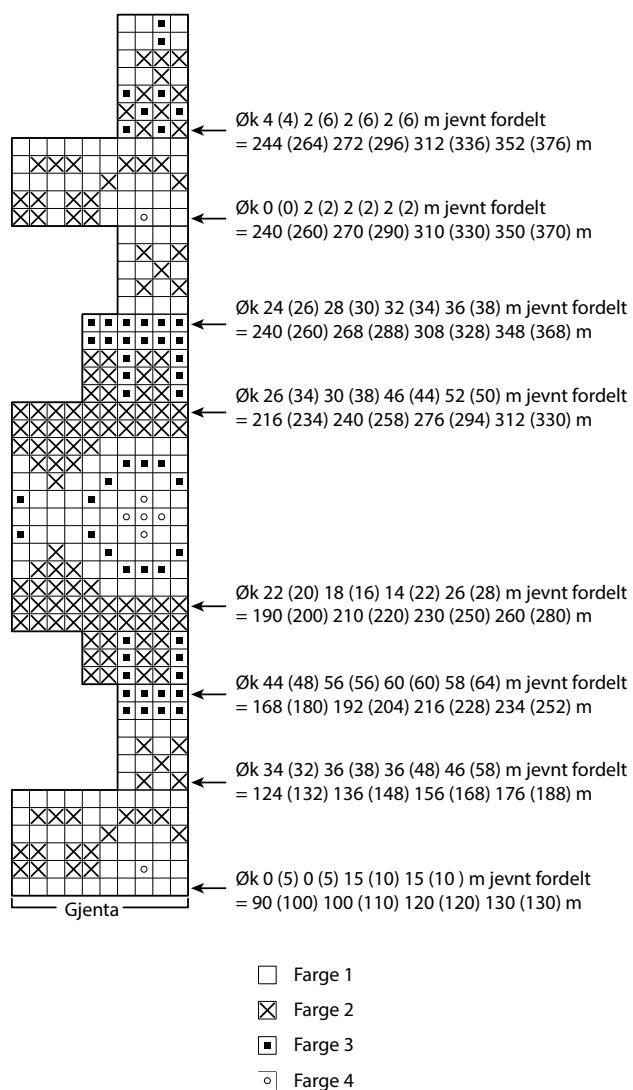 Øk 4 (4) 2 (6) 2 (6) 2 (6) m jevnt fordelt
= 244 (264) 272 (296) 312 (336) 352 (376) m
Øk 0 (0) 2 (2) 2 (2) 2 (2) m jevnt fordelt
= 240 (260) 270 (290) 310 (330) 350 (370) m
Øk 24 (26) 28 (30) 32 (34) 36 (38) m jevnt fordelt
= 240 (260) 268 (288) 308 (328) 348 (368) m
Øk 26 (34) 30 (38) 46 (44) 52 (50) m jevnt fordelt
= 216 (234) 240 (258) 276 (294) 312 (330) m
Øk 22 (20) 18 (16) 14 (22) 26 (28) m jevnt fordelt
= 190 (200) 210 (220) 230 (250) 260 (280) m
Øk 44 (48) 56 (56) 60 (60) 58 (64) m jevnt fordelt
= 168 (180) 192 (204) 216 (228) 234 (252) m
Øk 34 (32) 36 (38) 36 (48) 46 (58) m jevnt fordelt
= 124 (132) 136 (148) 156 (168) 176 (188) m
Øk 0 (5) 0 (5) 15 (10) 15 (10 ) m jevnt fordelt
= 90 (100) 100 (110) 120 (120) 130 (130) m
Gjenta
Farge 1
Farge 2
Farge 3
Farge 4